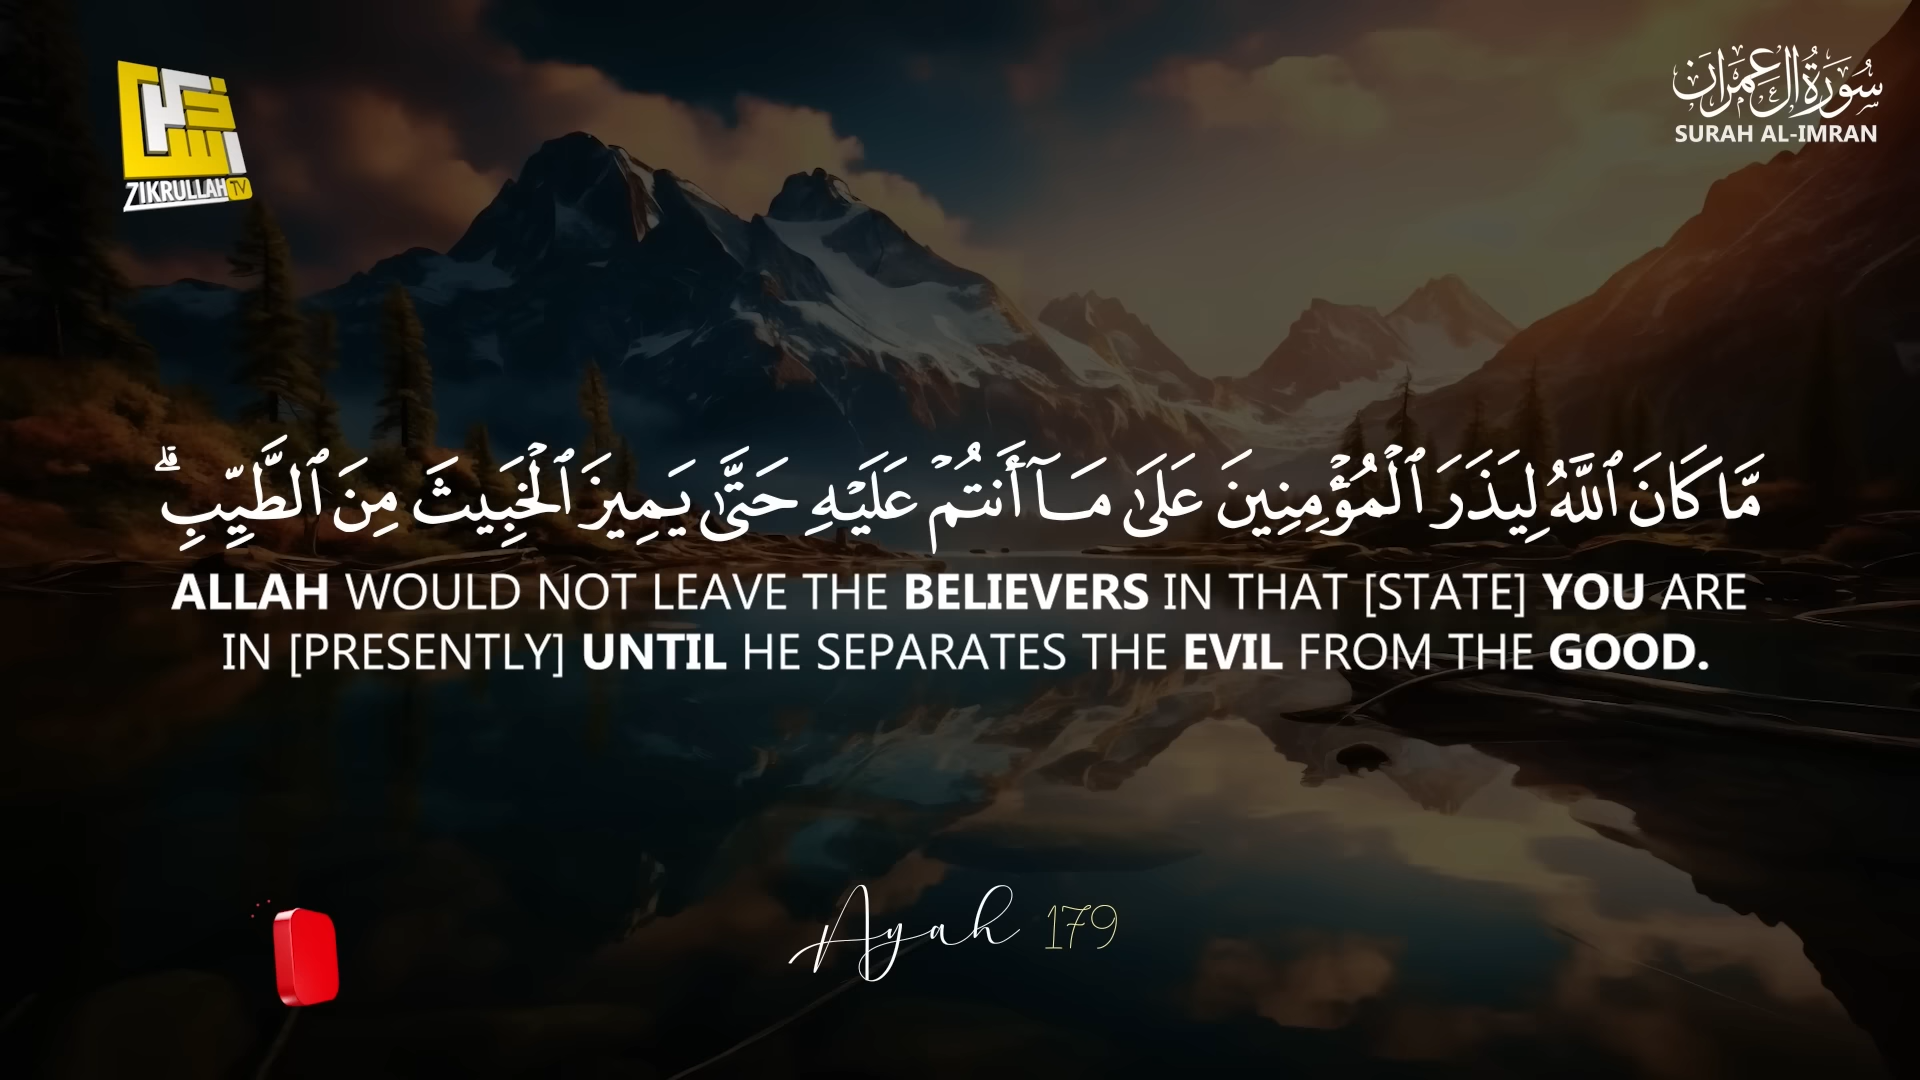 ذكر الله
ZIKRULLAH TV
سُورَةُ آلِ عِمْرَان
SURAH AL-IMRAN
مَّا كَانَ ٱللَّهُ لِيَذَرَ ٱلْمُؤْمِنِينَ عَلَىٰ مَآ أَنتُمْ عَلَيْهِ حَتَّىٰ يَمِيزَ ٱلْخَبِيثَ مِنَ ٱلطَّيِّبِ ۗ
ALLAH WOULD NOT LEAVE THE BELIEVERS IN THAT [STATE] YOU ARE
IN [PRESENTLY] UNTIL HE SEPARATES THE EVIL FROM THE GOOD.
Ayah 179